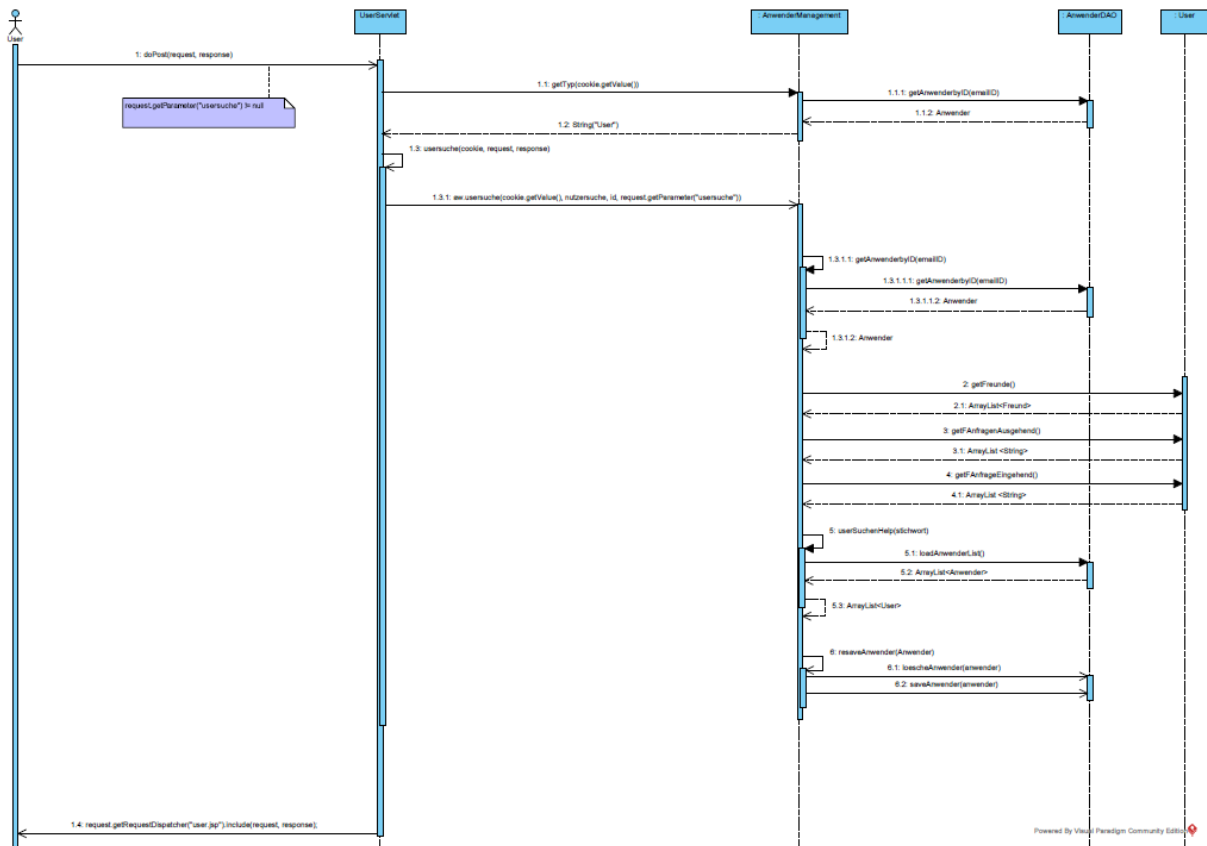 User
UserServlet
: AnwenderManagement
: AnwenderDAO
: User
1: doPost(request, response)
request.getParameter("usersuche") != null
1.1: getTyp(cookie.getValue())
1.1.1: getAnwenderbyID(emailID)
1.1.2: Anwender
1.2: String("User")
1.3: usersuche(cookie, request, response)
1.3.1: aw.usersuche(cookie.getValue(), nutzersuche, id, request.getParameter("usersuche"))
1.3.1.1: getAnwenderbyID(emailID)
1.3.1.1.1: getAnwenderbyID(emailID)
1.3.1.1.2: Anwender
1.3.1.2: Anwender
2: getFreunde()
2.1: ArrayList<Freund>
3: getFAnfragenAusgehend()
3.1: ArrayList <String>
4: getFAnfrageEingehend()
4.1: ArrayList <String>
5: userSuchenHelp(stichwort)
5.1: loadAnwenderList()
5.2: ArrayList<Anwender>
5.3: ArrayList<User>
6: resaveAnwender(Anwender)
6.1: loescheAnwender(anwender)
6.2: saveAnwender(anwender)
1.4: request.getRequestDispatcher("user.jsp").include(request, response);
Powered By Visual Paradigm Community Edition